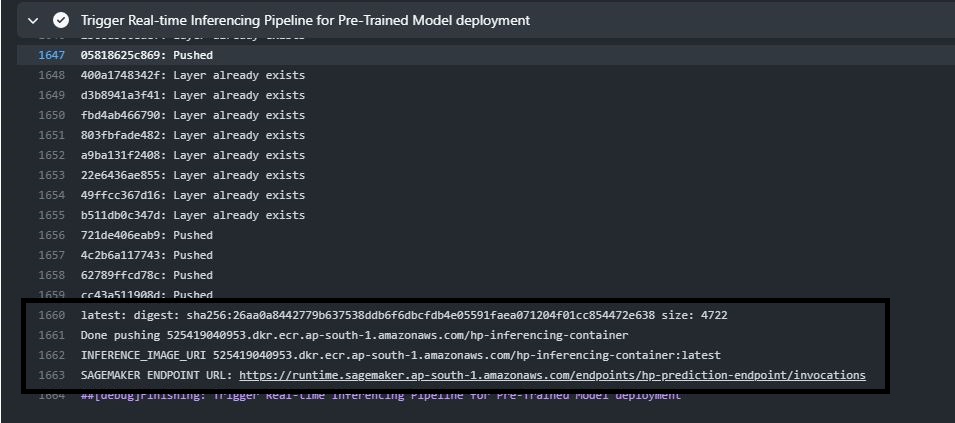 Trigger Real-time Inferencing Pipeline for Pre-Trained Model deployment
1647 05818625c869: Pushed
1648 400a1748342f: Layer already exists
1649 d3b8941a3f41: Layer already exists
1650 fbd4ab466790: Layer already exists
1651 803fbfade482: Layer already exists
1652 a9ba131f2408: Layer already exists
1653 22e6436ae855: Layer already exists
1654 49ffcc367d16: Layer already exists
1655 b511db0c347d: Layer already exists
1656 721de406eab9: Pushed
1657 4c2b6a117743: Pushed
1658 62789ffcd78c: Pushed
1659 cc43a511908d: Pushed
1660 latest: digest: sha256:26aa0a8442779b637538ddb6f6dbcfdb4e05591faea071204f01cc854472e638 size: 4722
1661 Done pushing 525419040953.dkr.ecr.ap-south-1.amazonaws.com/hp-inferencing-container
1662 INFERENCE_IMAGE_URI 525419040953.dkr.ecr.ap-south-1.amazonaws.com/hp-inferencing-container:latest
1663 SAGEMAKER ENDPOINT URL: https://runtime.sagemaker.ap-south-1.amazonaws.com/endpoints/hp-prediction-endpoint/invocations
1664 ##[debug]Finishing: Trigger Real-time Inferencing Pipeline for Pre-Trained Model deployment